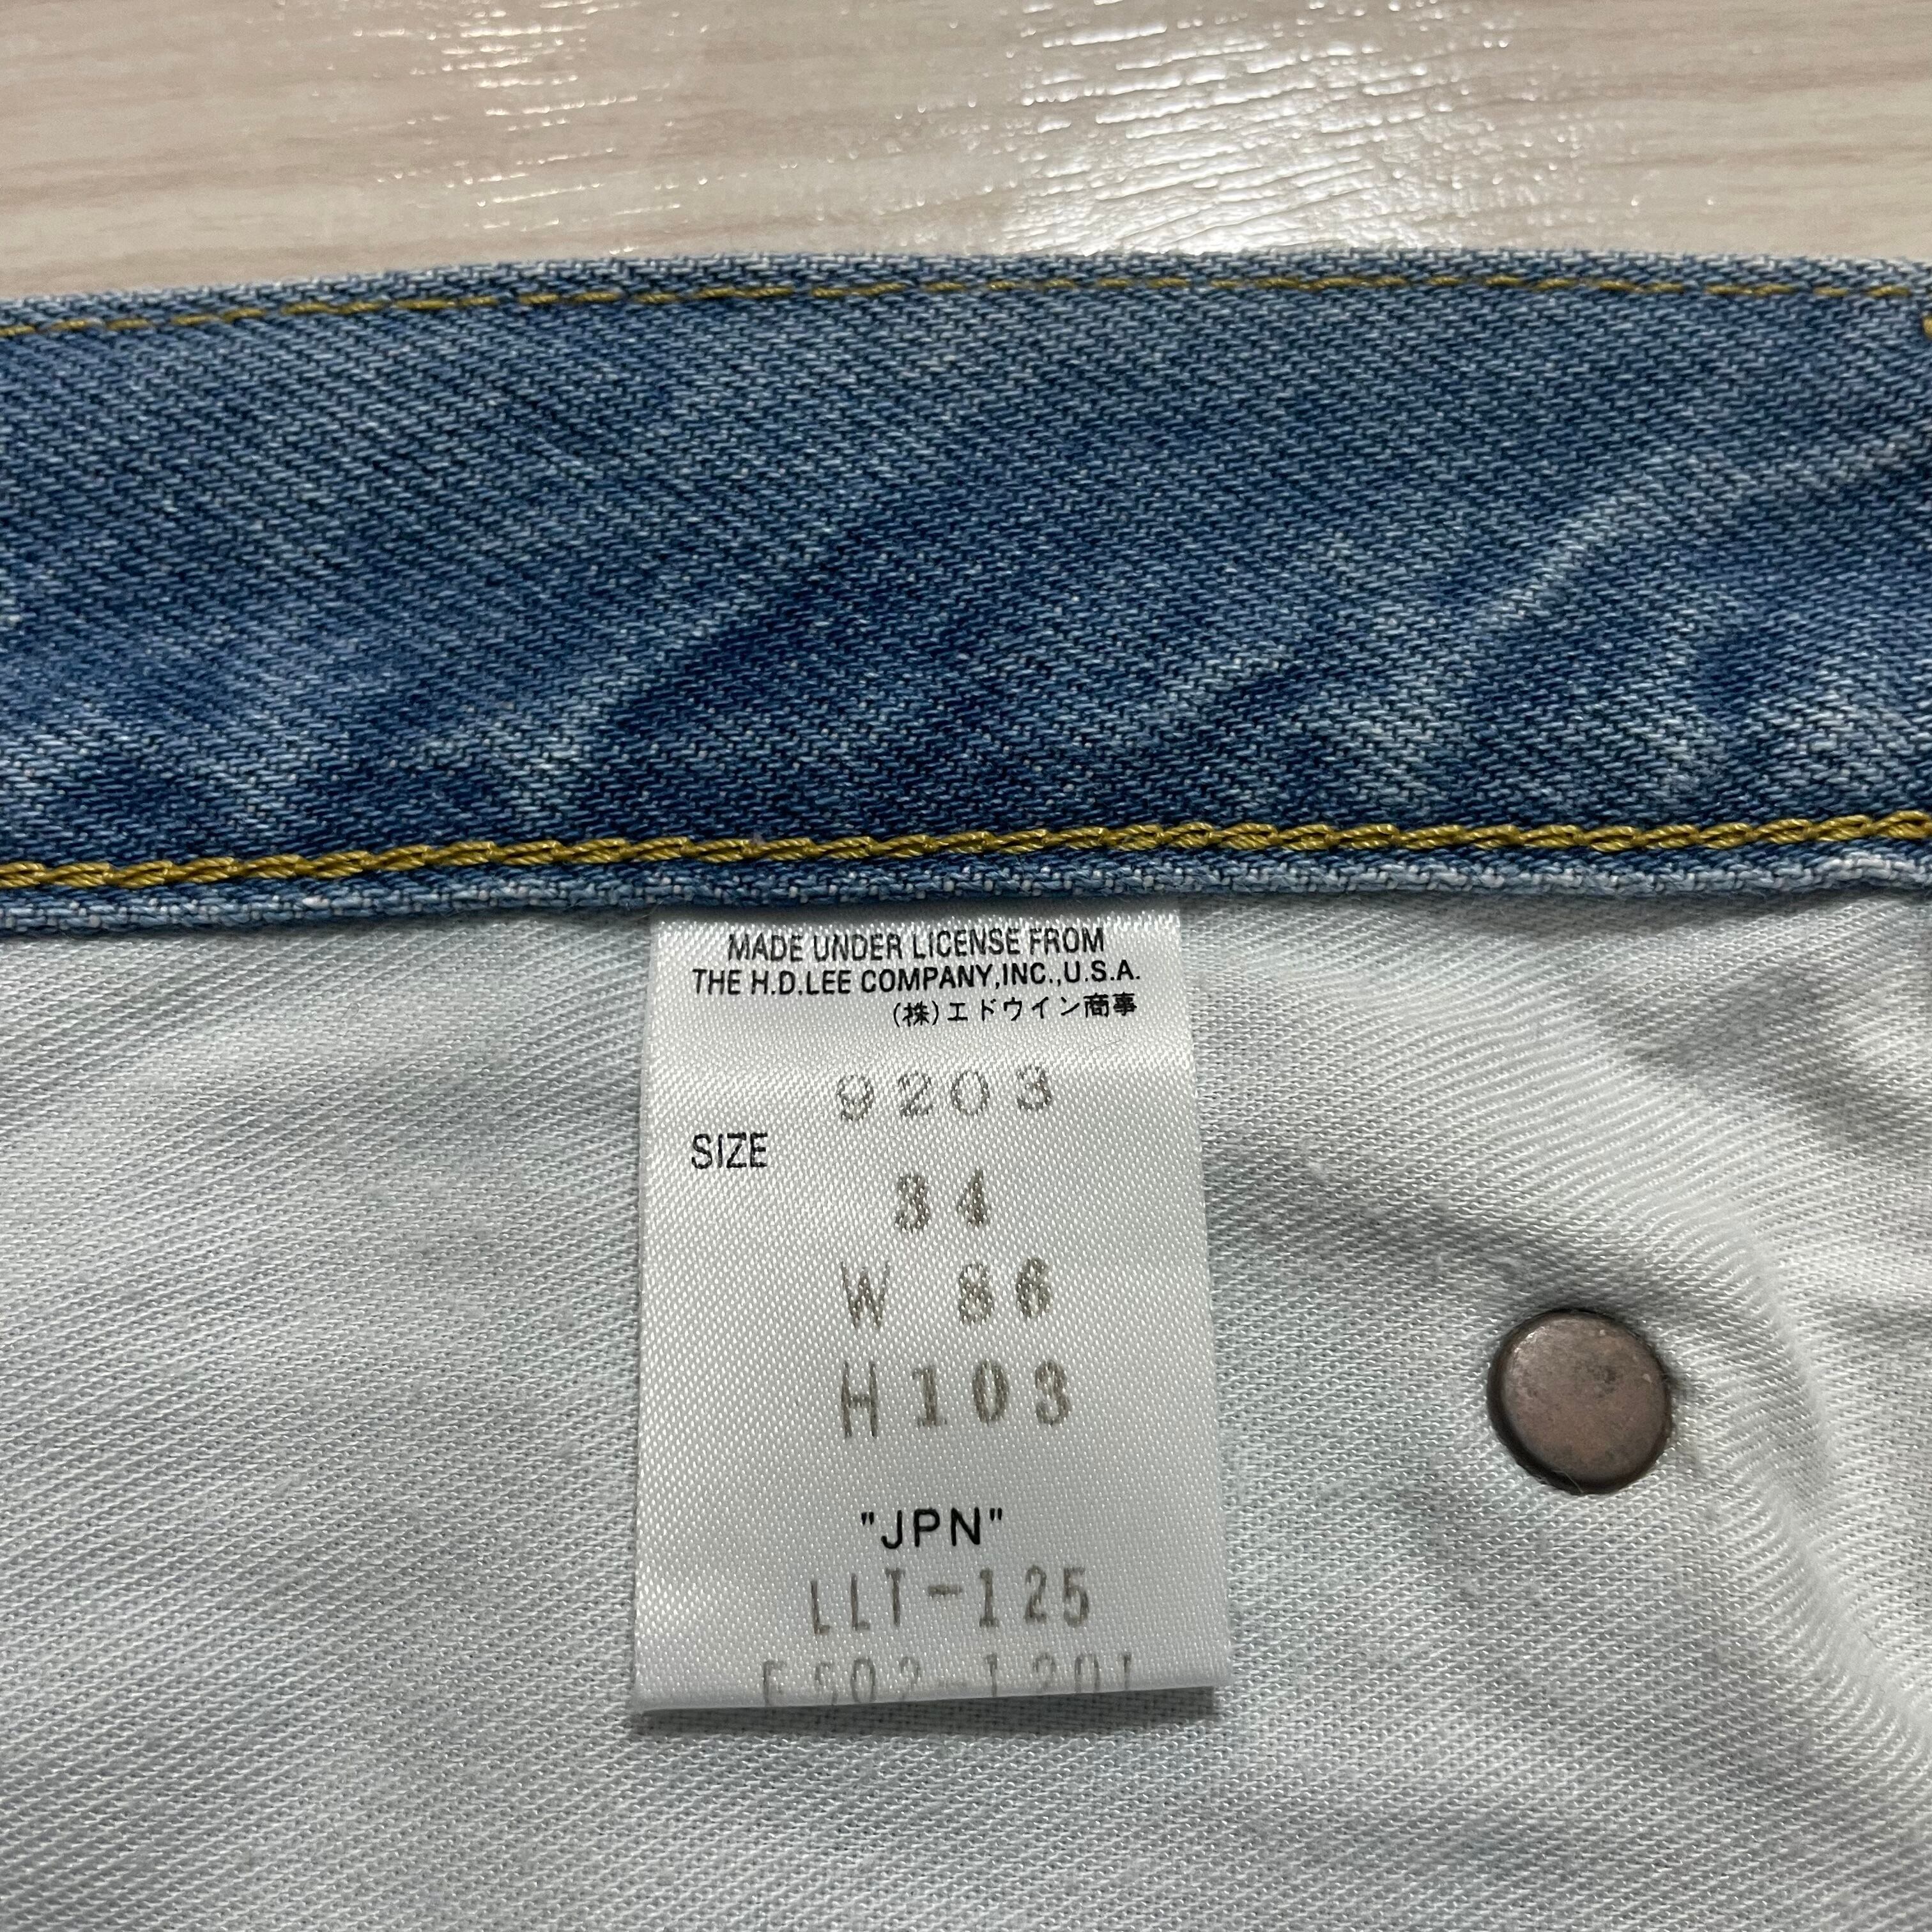 MADE UNDER LICENSE FROM
THE H.D.LEE COMPANY,INC.,U.S.A.
(株)エドウイン商事
9203
SIZE
34
W 86
H103
"JPN"
LLT-125